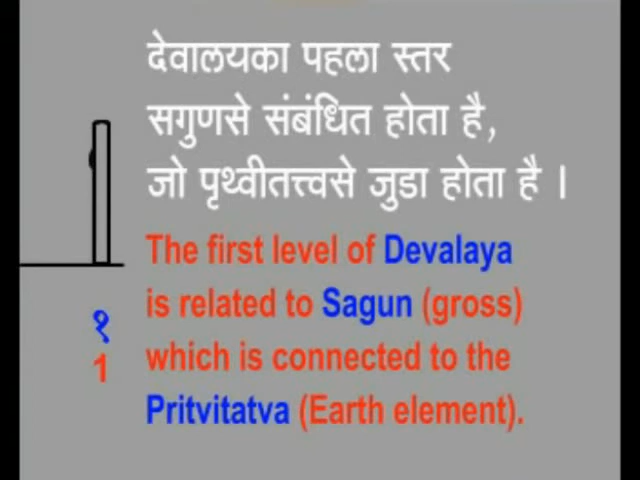 देवालयका पहला स्तर
सगुणसे संबंधित होता है,
जो पृथ्वीतत्त्वसे जुडा होता है ।
The first level of Devalaya
is related to Sagun (gross)
which is connected to the
Pritvitatva (Earth element).
१
1